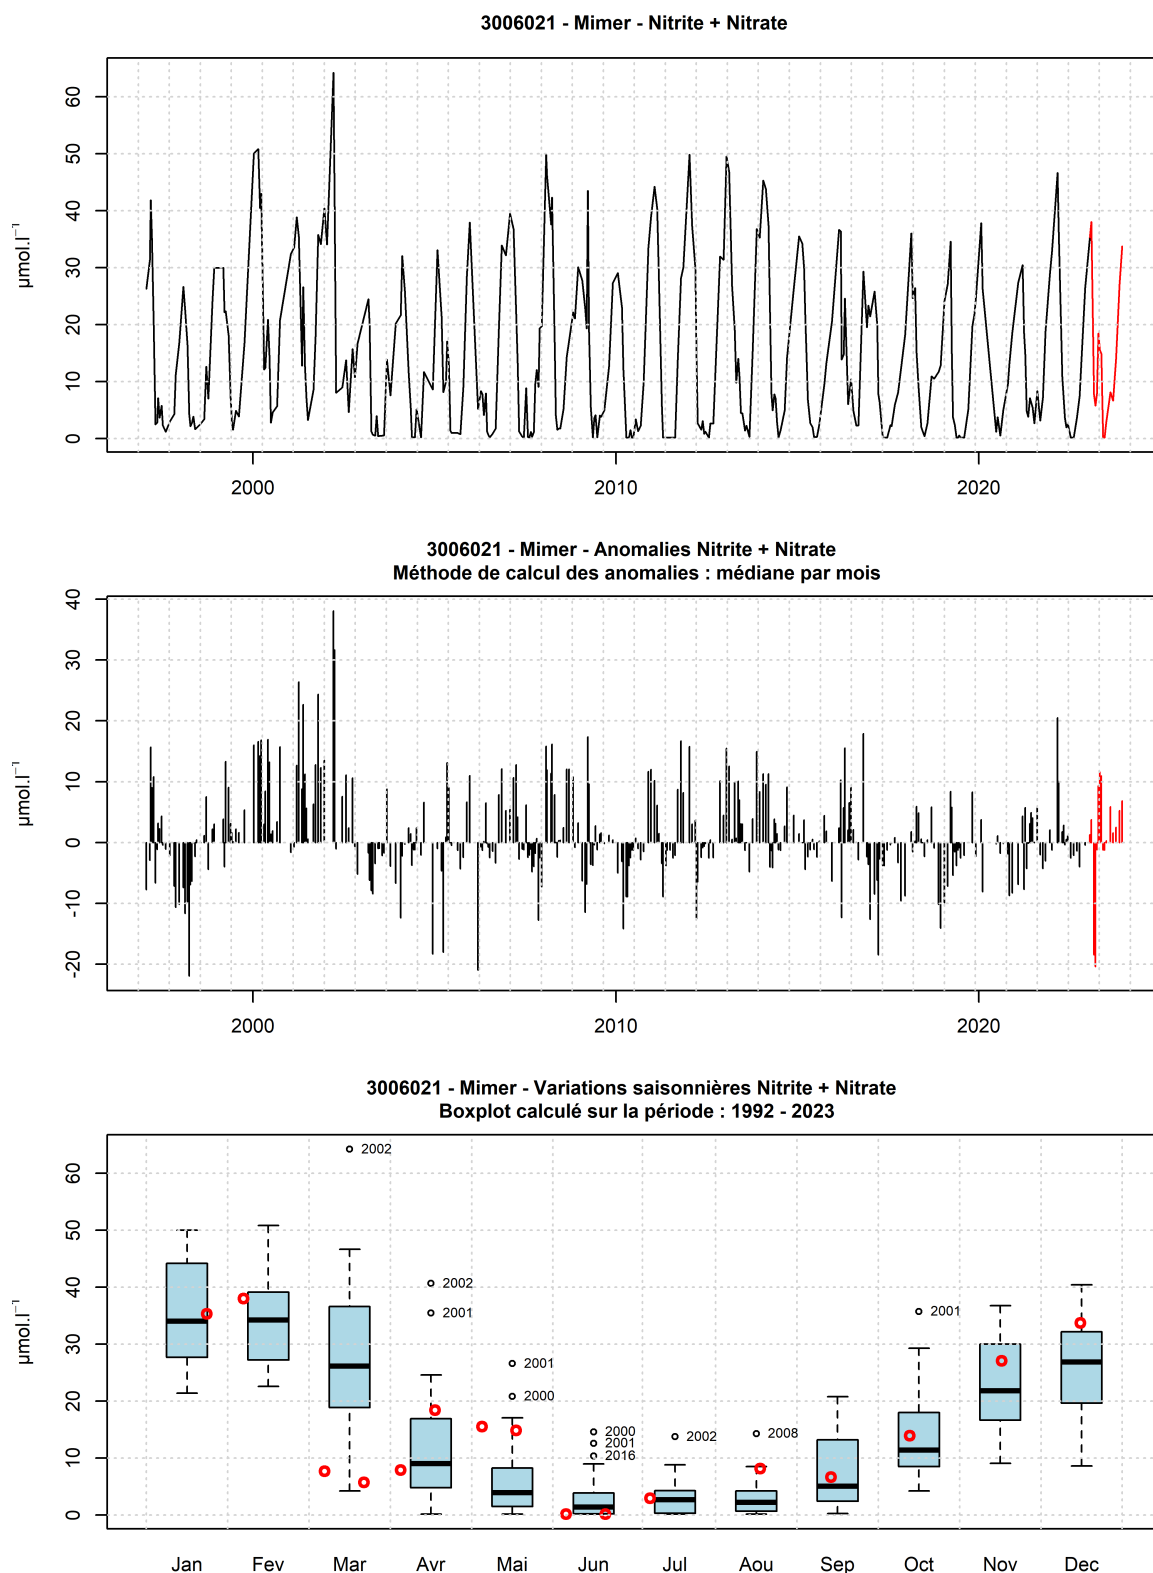 3006021 - Mimer - Nitrite + Nitrate
60
50
40
30
20
10
0
µmol.l⁻¹
2000 2010 2020
3006021 - Mimer - Anomalies Nitrite + Nitrate
Méthode de calcul des anomalies : médiane par mois
40
30
20
10
0
-10
-20
µmol.l⁻¹
2000 2010 2020
3006021 - Mimer - Variations saisonnières Nitrite + Nitrate
Boxplot calculé sur la période : 1992 - 2023
60
50
40
30
20
10
0
µmol.l⁻¹
2002
2002
2001
2001
2000
2000
2001
2016
2002
2008
2001
Jan Fev Mar Avr Mai Jun Jul Aou Sep Oct Nov Dec